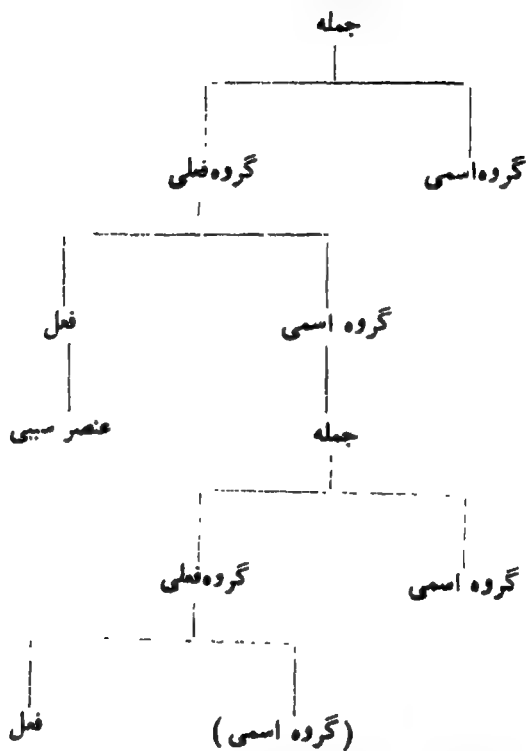 جمله
گروه اسمی گروه فعلی
گروه اسمی فعل
جمله عنصر سببی
گروه اسمی گروه فعلی
(گروه اسمی) فعل